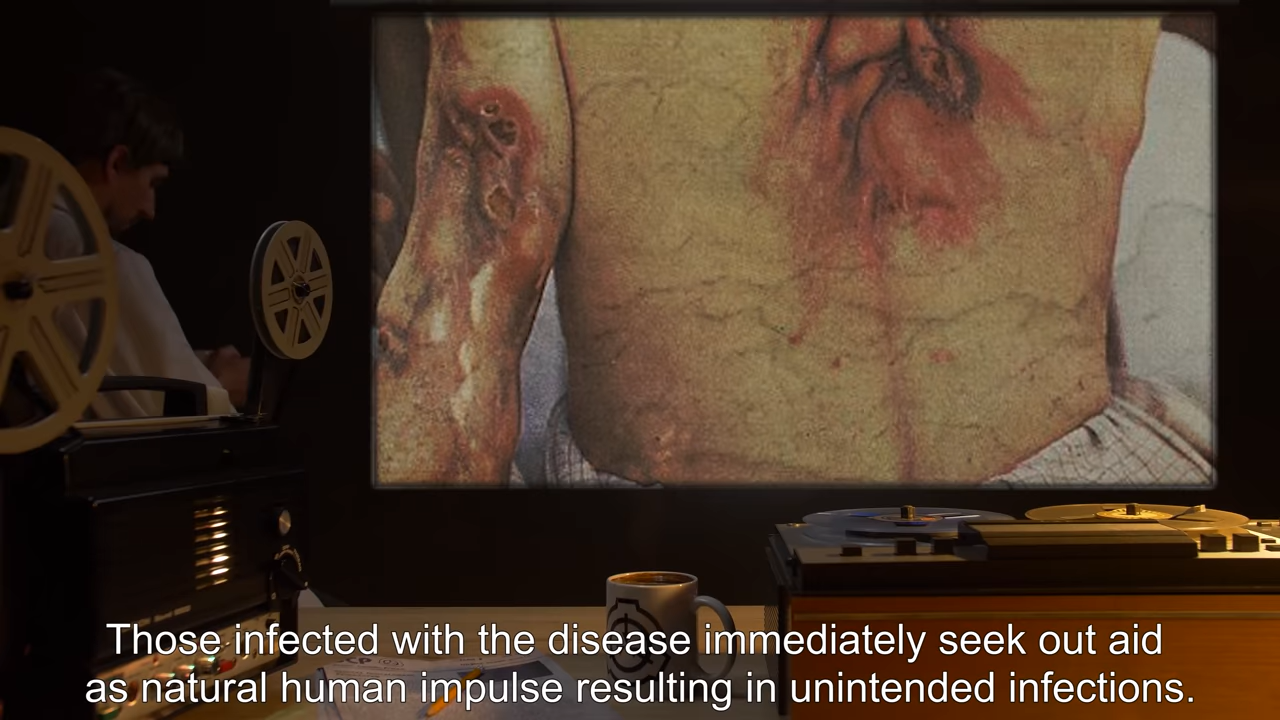 Those infected with the disease immediately seek out aid
as natural human impulse resulting in unintended infections.